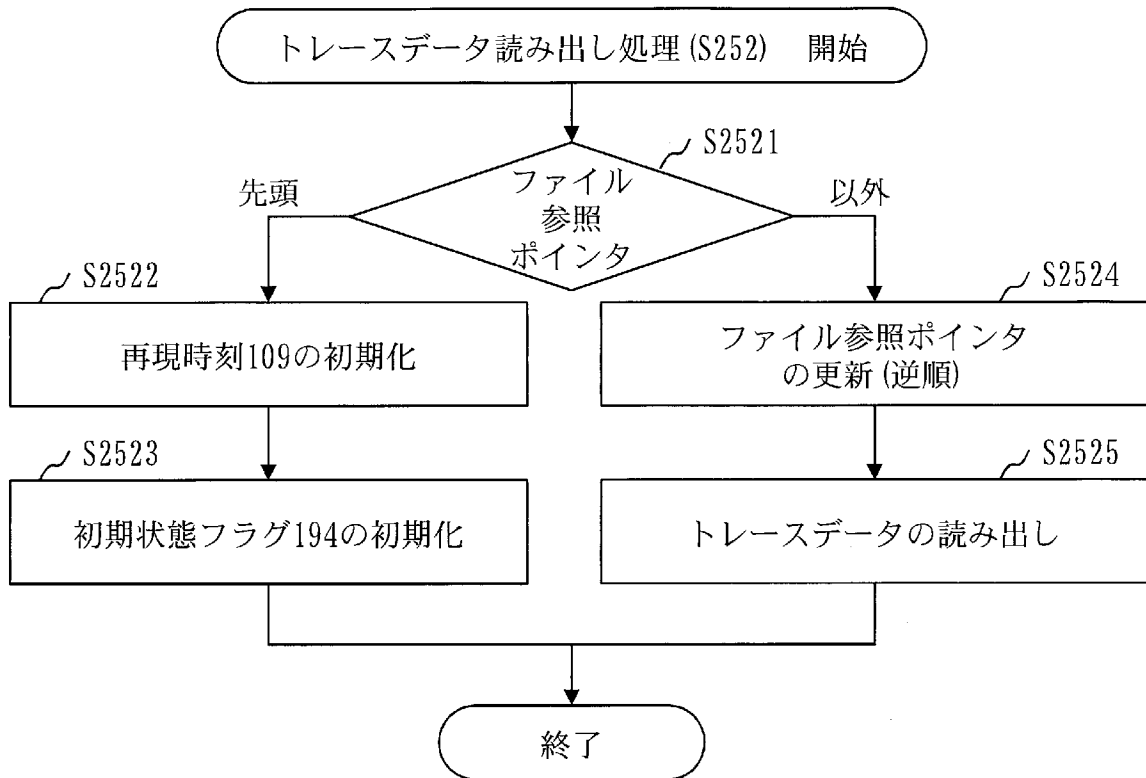 トレースデータ読み出し処理(S252) 開始
S2521
ファイル
参照
ポインタ
先頭
以外
S2522
再現時刻109の初期化
S2524
ファイル参照ポインタ
の更新(逆順)
S2523
初期状態フラグ194の初期化
S2525
トレースデータの読み出し
終了